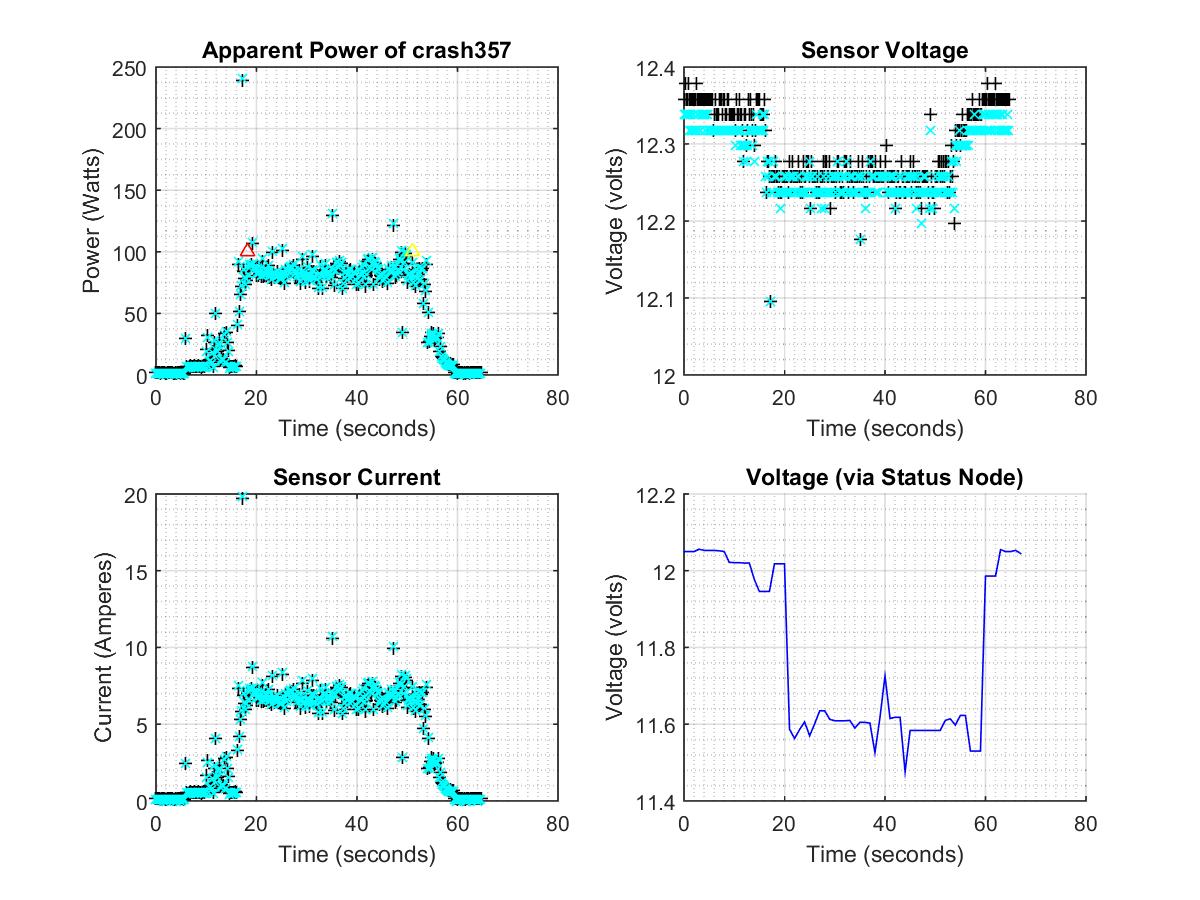 Apparent Power of crash357
250
200
150
100
50
0
Power (Watts)
0 20 40 60 80
Time (seconds)
Sensor Voltage
12.4
12.3
12.2
12.1
12
Voltage (volts)
0 20 40 60 80
Time (seconds)
Sensor Current
20
15
10
5
0
Current (Amperes)
0 20 40 60 80
Time (seconds)
Voltage (via Status Node)
12.2
12
11.8
11.6
11.4
Voltage (volts)
0 20 40 60 80
Time (seconds)